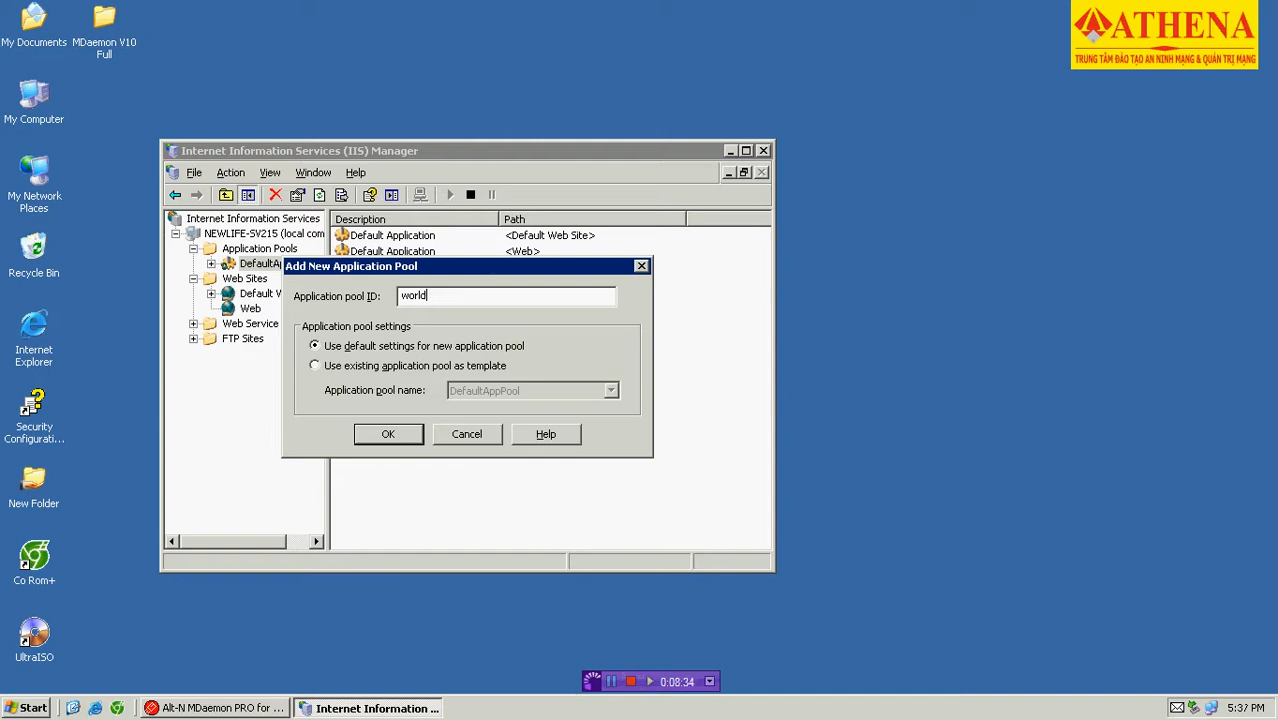 My Documents
MDaemon V10
Full
My Computer
My Network
Places
Recycle Bin
Internet
Explorer
Security
Configurati...
New Folder
Co Rom+
UltraISO
ATHENA
TRUNG TÂM ĐÀO TẠO AN NINH MẠNG & QUẢN TRỊ MẠNG
Internet Information Services (IIS) Manager
File Action View Window Help
Internet Information Services
NEWLIFE-SV215 (local com
Application Pools
DefaultAp
Web Sites
Default W
Web
Web Service
FTP Sites
Description Path
Default Application <Default Web Site>
Default Application <Web>
Add New Application Pool
Application pool ID: world
Application pool settings
Use default settings for new application pool
Use existing application pool as template
Application pool name: DefaultAppPool
OK Cancel Help
0:08:34
Start Alt-N MDaemon PRO for ... Internet Information ... 5:37 PM